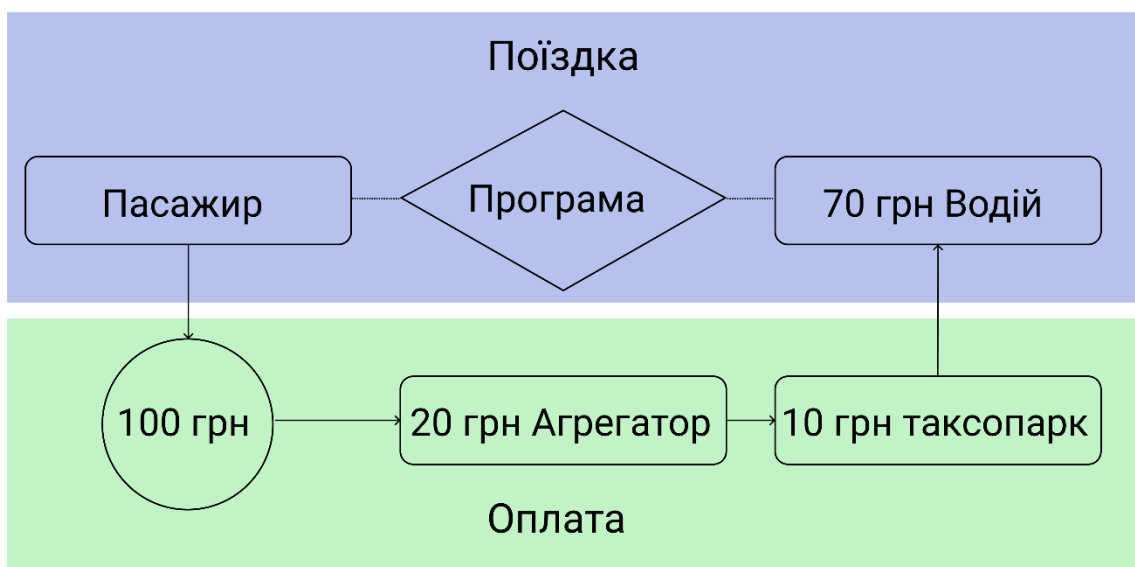 Поїздка
Пасажир
Програма
70 грн Водій
100 грн
20 грн Агрегатор
10 грн таксопарк
Оплата